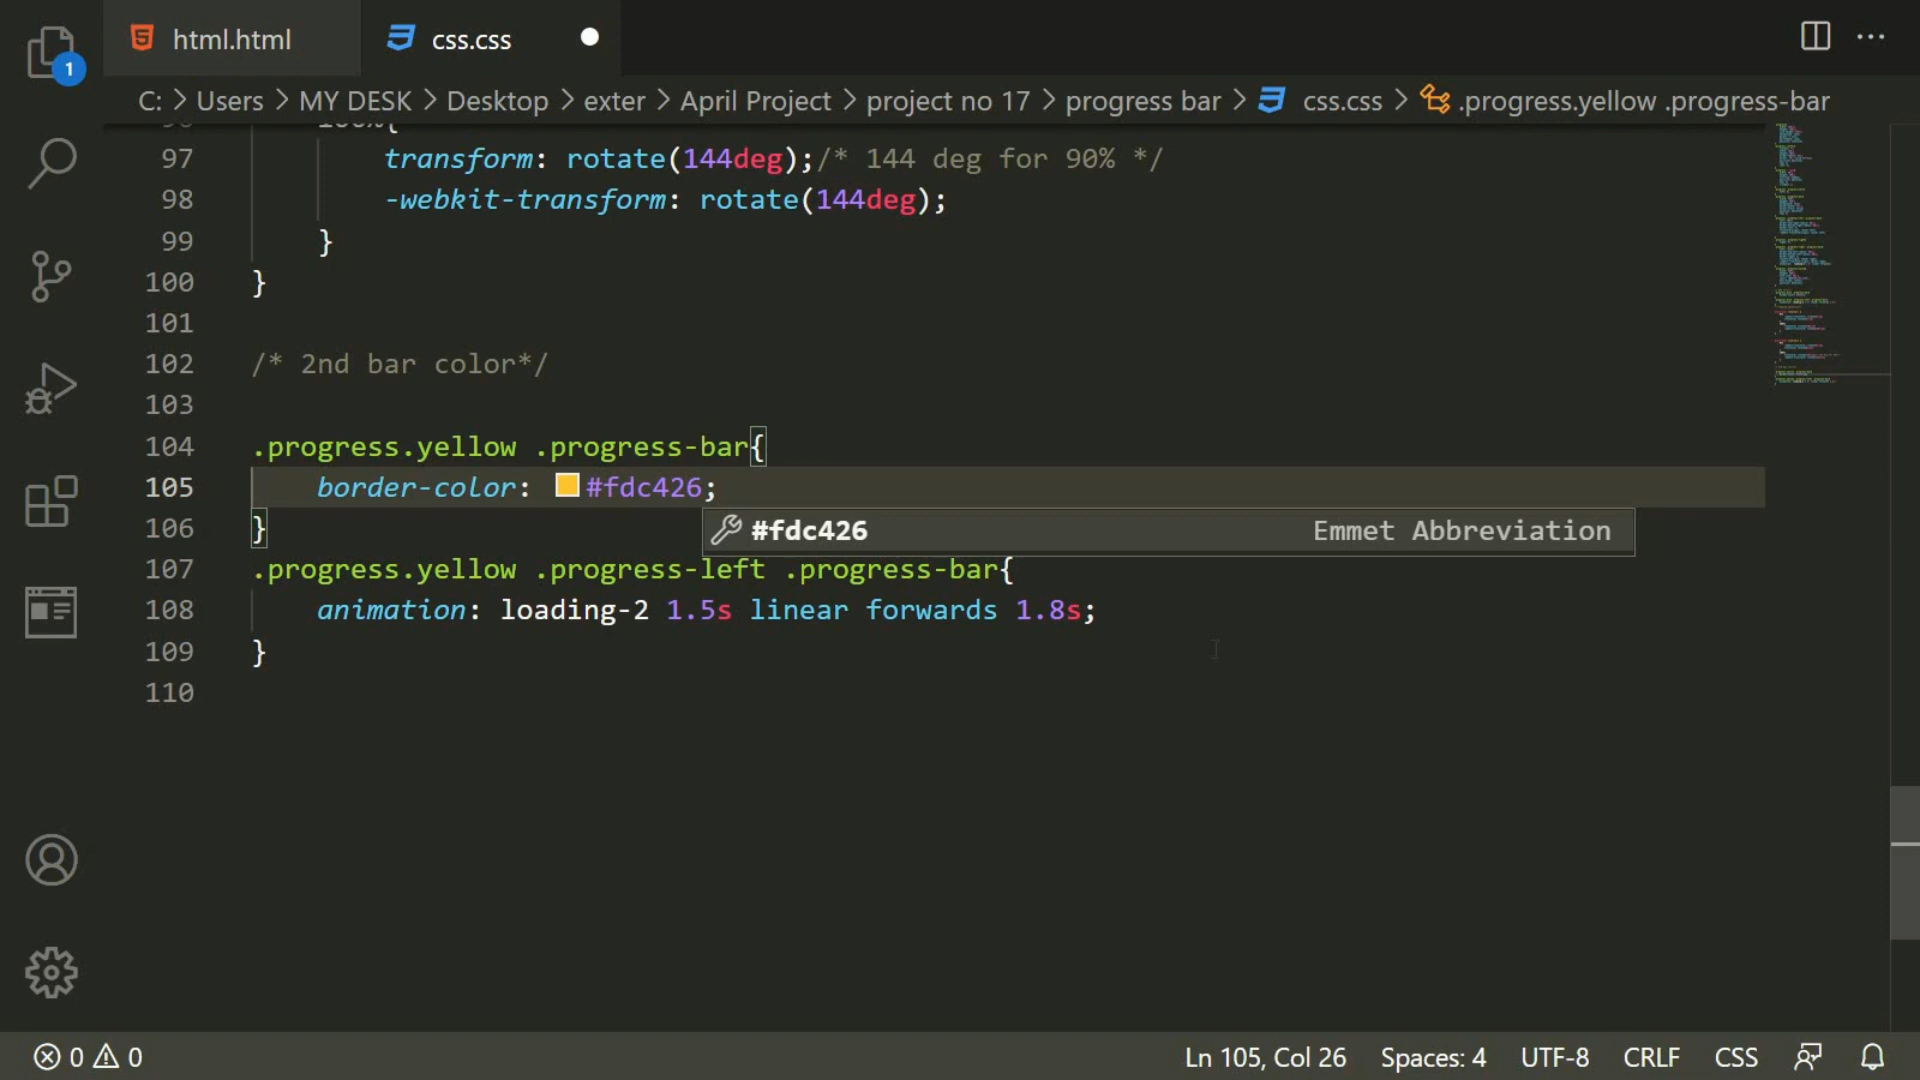 html.html
css.css
1
C: > Users > MY DESK > Desktop > exter > April Project > project no 17 > progress bar > css.css > .progress.yellow .progress-bar
97 transform: rotate(144deg);/* 144 deg for 90% */
98 -webkit-transform: rotate(144deg);
99 }
100 }
101
102 /* 2nd bar color*/
103
104 .progress.yellow .progress-bar{
105 border-color: #fdc426;
106 }
#fdc426 Emmet Abbreviation
107 .progress.yellow .progress-left .progress-bar{
108 animation: loading-2 1.5s linear forwards 1.8s;
109 }
110
0 0 Ln 105, Col 26 Spaces: 4 UTF-8 CRLF CSS